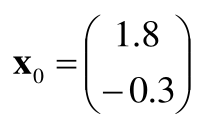 x₀ = ( 1.8
-0.3 )